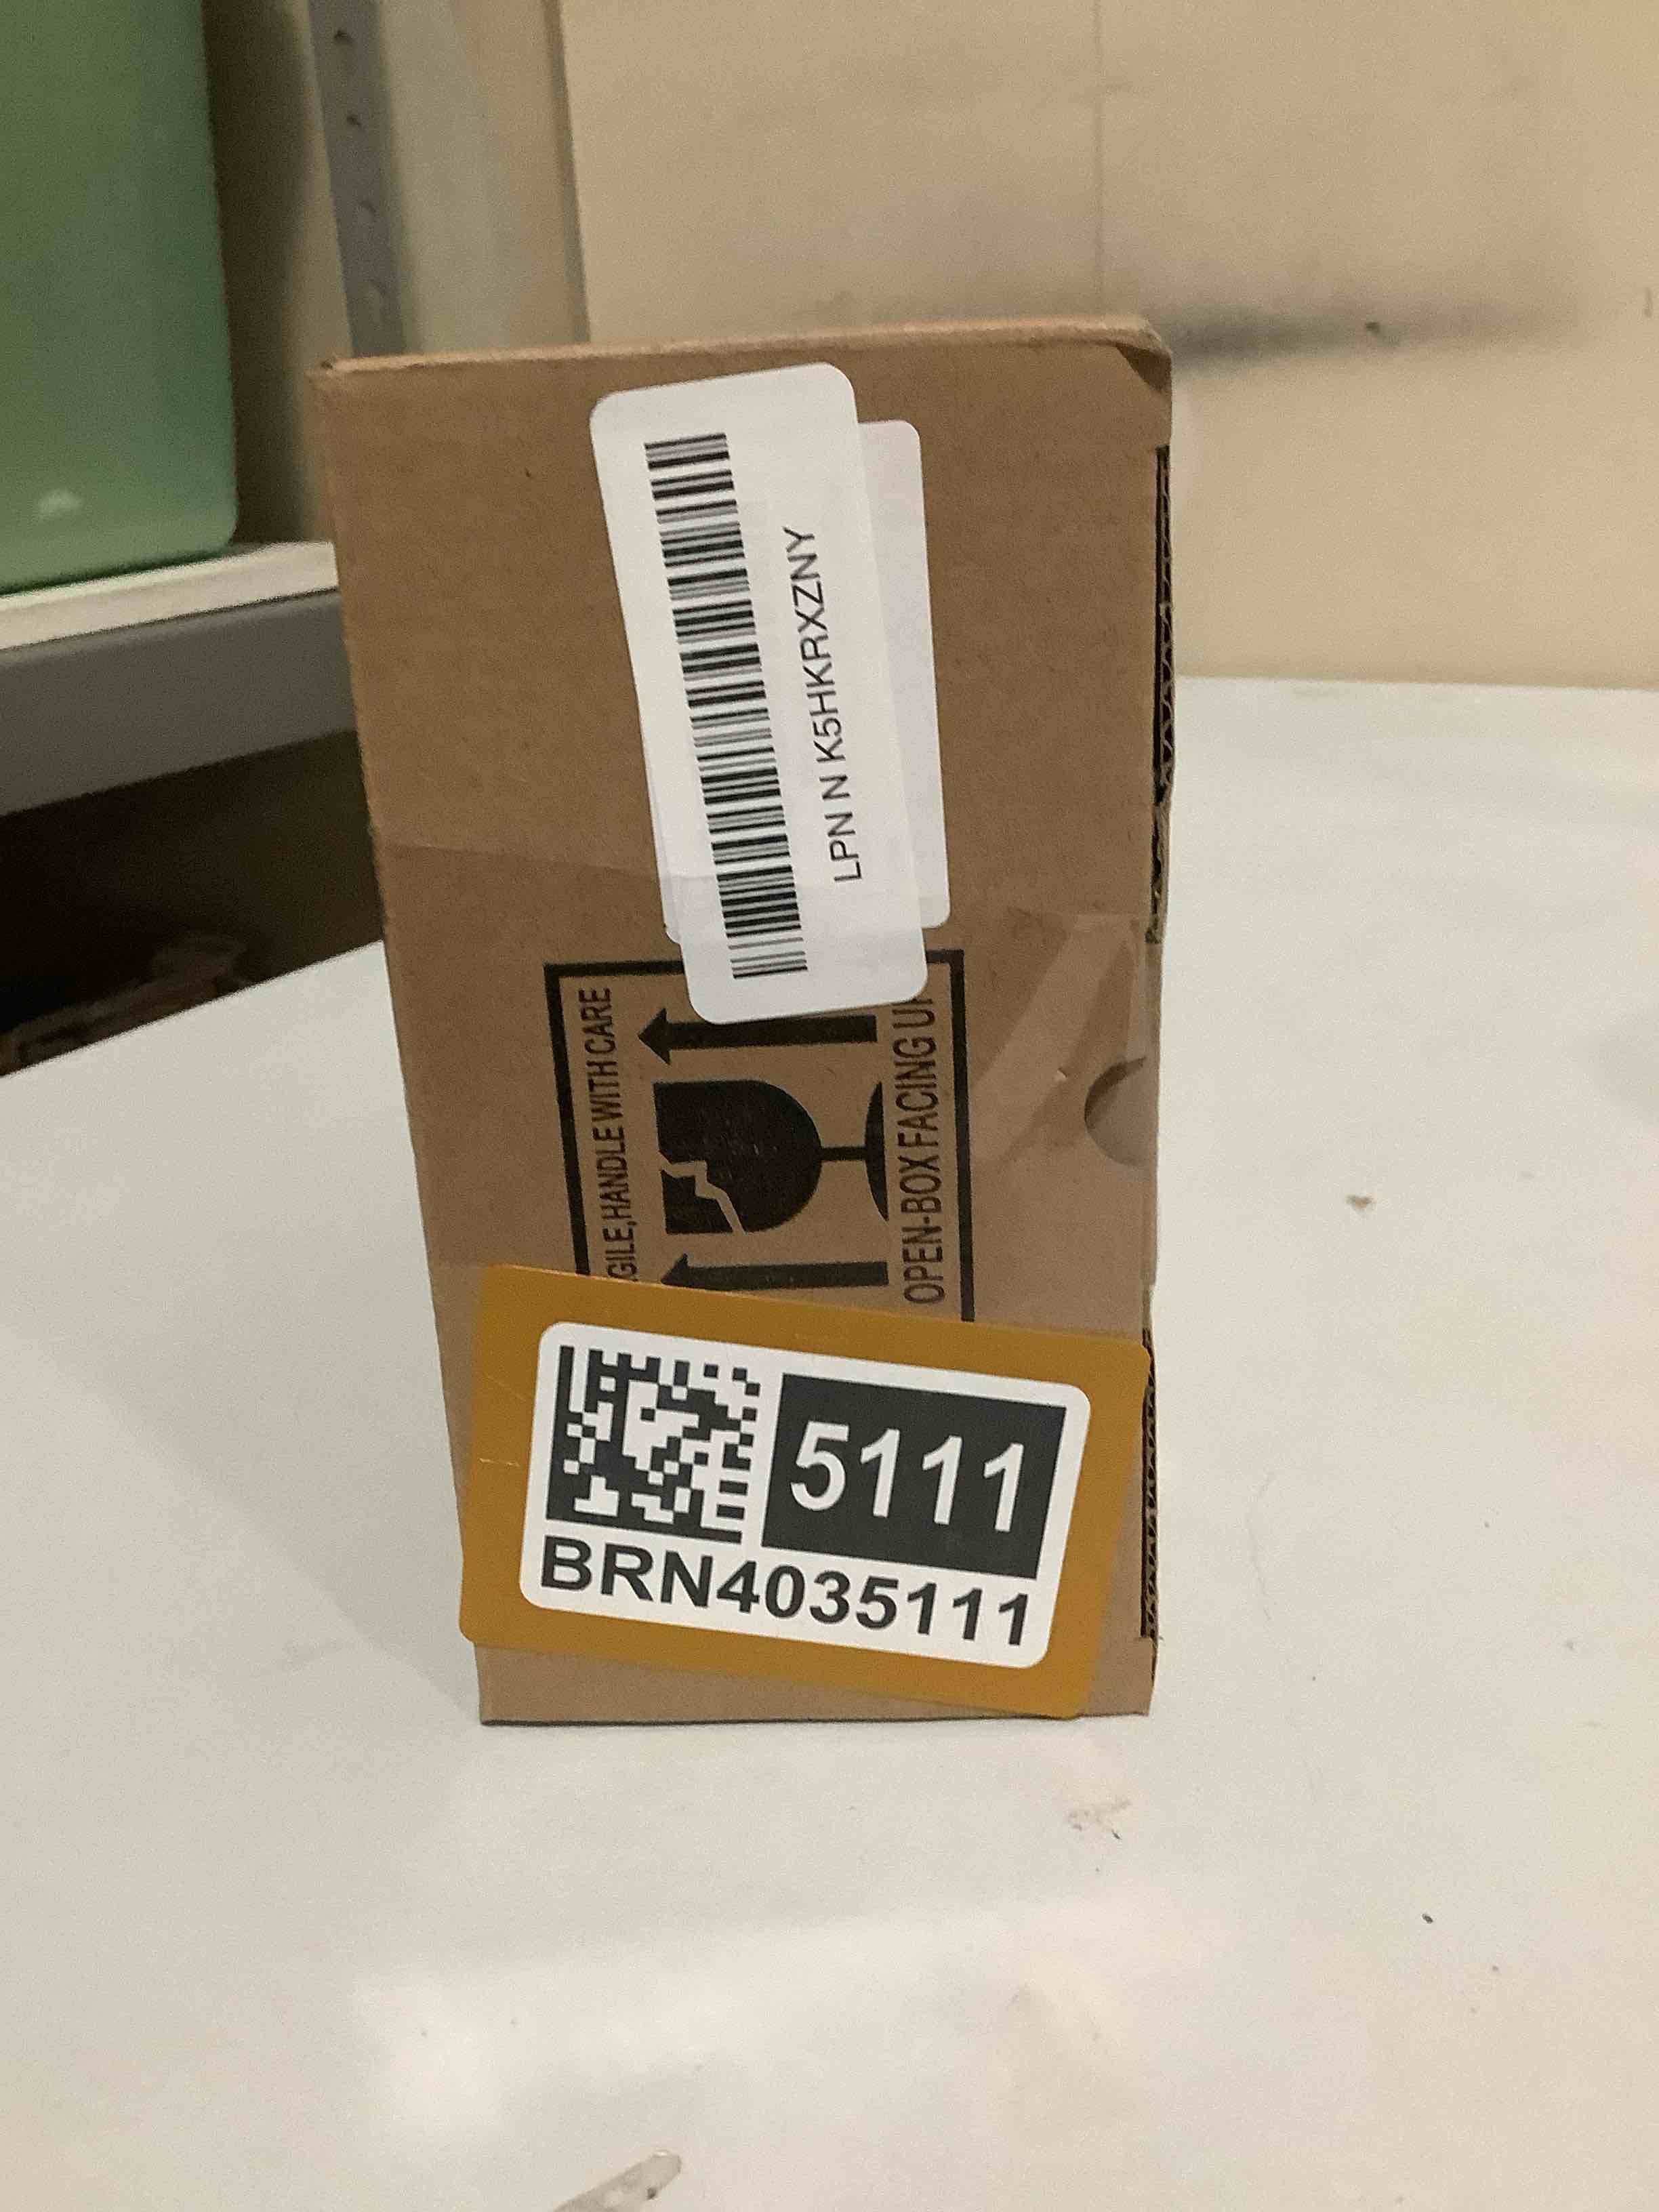 LPN N K5HKRXZNY
GILE,HANDLE WITH CARE
OPEN-BOX FACING U
5111
BRN4035111